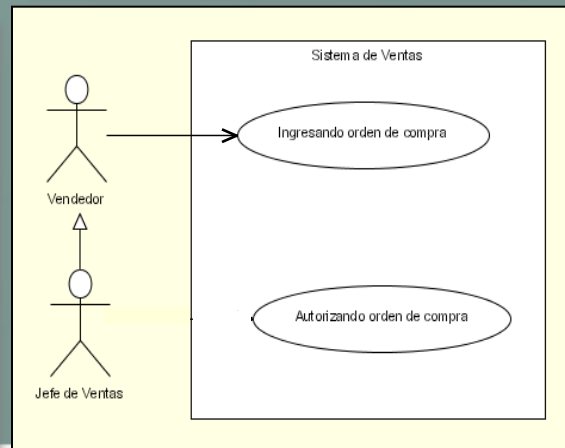 Sistema de Ventas
Ingresando orden de compra
Vendedor
Autorizando orden de compra
Jefe de Ventas